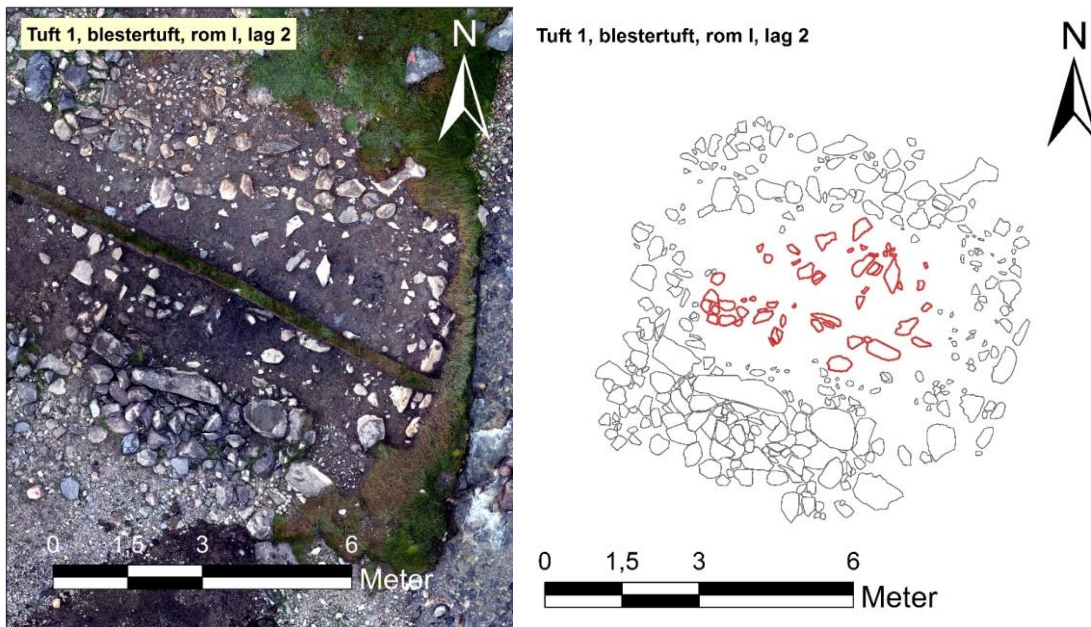 Tuft 1, blestertuft, rom I, lag 2
N
0 1,5 3 6
Meter
Tuft 1, blestertuft, rom I, lag 2
N
0 1,5 3 6
Meter